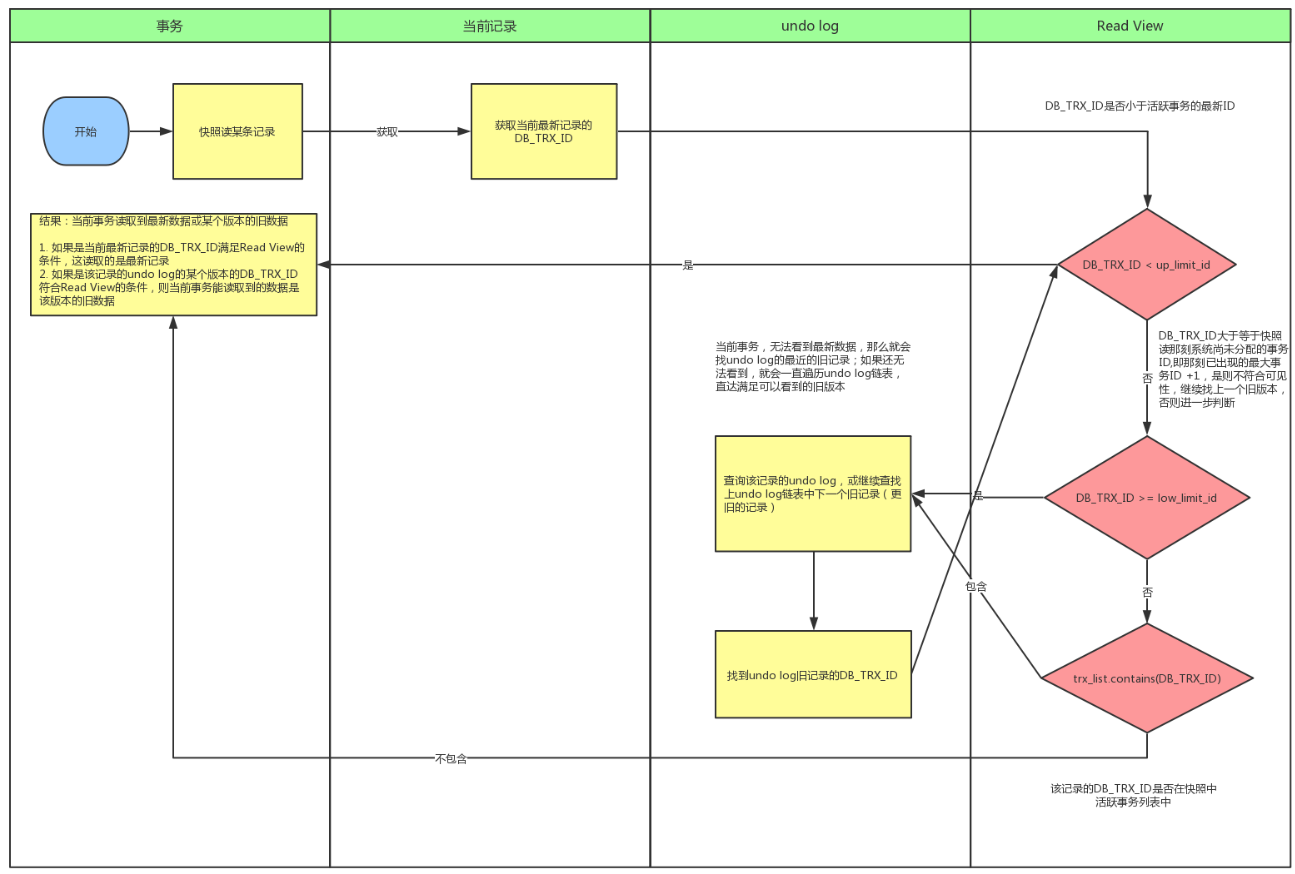 事务
当前记录
undo log
Read View
开始
快照读某条记录
获取
获取当前最新记录的
DB_TRX_ID
DB_TRX_ID是否小于活跃事务的最新ID
结果：当前事务读取到最新数据或某个版本的旧数据
1. 如果是当前最新记录的DB_TRX_ID满足Read View的
条件，这读取的是最新记录
2. 如果是该记录的undo log的某个版本的DB_TRX_ID
符合Read View的条件，则当前事务能读取到的数据是
该版本的旧数据
是
DB_TRX_ID < up_limit_id
当前事务，无法看到最新数据，那么就会
找undo log的最近的旧记录；如果还无
法看到，就会一直遍历undo log链表，
直达满足可以看到的旧版本
否
DB_TRX_ID大于等于快照
读那刻系统尚未分配的事务
ID,即那刻已出现的最大事
务ID +1，是则不符合可见
性，继续找上一个旧版本，
否则进一步判断
查询该记录的undo log，或继续查找
上undo log链表中下一个旧记录（更
旧的记录）
是
DB_TRX_ID >= low_limit_id
包含
否
找到undo log旧记录的DB_TRX_ID
trx_list.contains(DB_TRX_ID)
不包含
该记录的DB_TRX_ID是否在快照中
活跃事务列表中